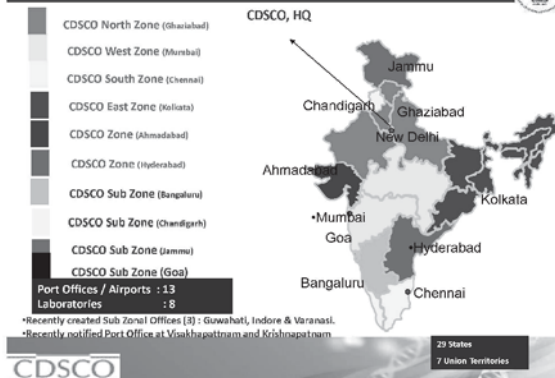 CDSCO, HQ
CDSCO North Zone (Ghaziabad)
CDSCO West Zone (Mumbai)
CDSCO South Zone (Chennai)
CDSCO East Zone (Kolkata)
CDSCO Zone (Ahmadabad)
CDSCO Zone (Hyderabad)
CDSCO Sub Zone (Bangaluru)
CDSCO Sub Zone (Chandigarh)
CDSCO Sub Zone (Jammu)
CDSCO Sub Zone (Goa)
Port Offices / Airports : 13
Laboratories : 8
Jammu
Chandigarh
Ghaziabad
New Delhi
Ahmadabad
Kolkata
•Mumbai
Goa
Hyderabad
Bangaluru
Chennai
•Recently created Sub Zonal Offices (3) : Guwahati, Indore & Varanasi.
•Recently notified Port Office at Visakhapattnam and Krishnapatnam
29 States
7 Union Territories
CDSCO